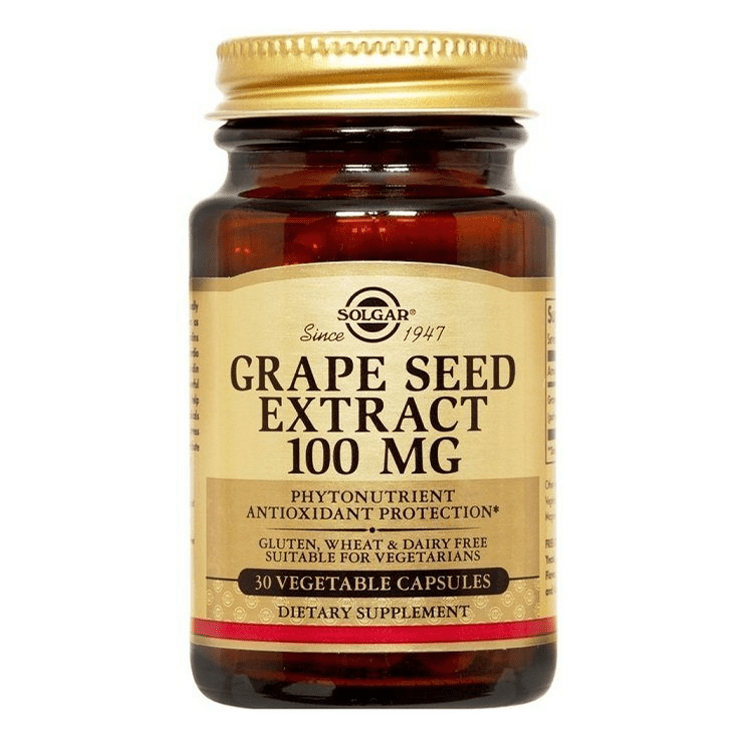 SOLGAR®
Since 1947
GRAPE SEED
EXTRACT
100 MG
PHYTONUTRIENT
ANTIOXIDANT PROTECTION*
GLUTEN, WHEAT & DAIRY FREE
SUITABLE FOR VEGETARIANS
30 VEGETABLE CAPSULES
DIETARY SUPPLEMENT